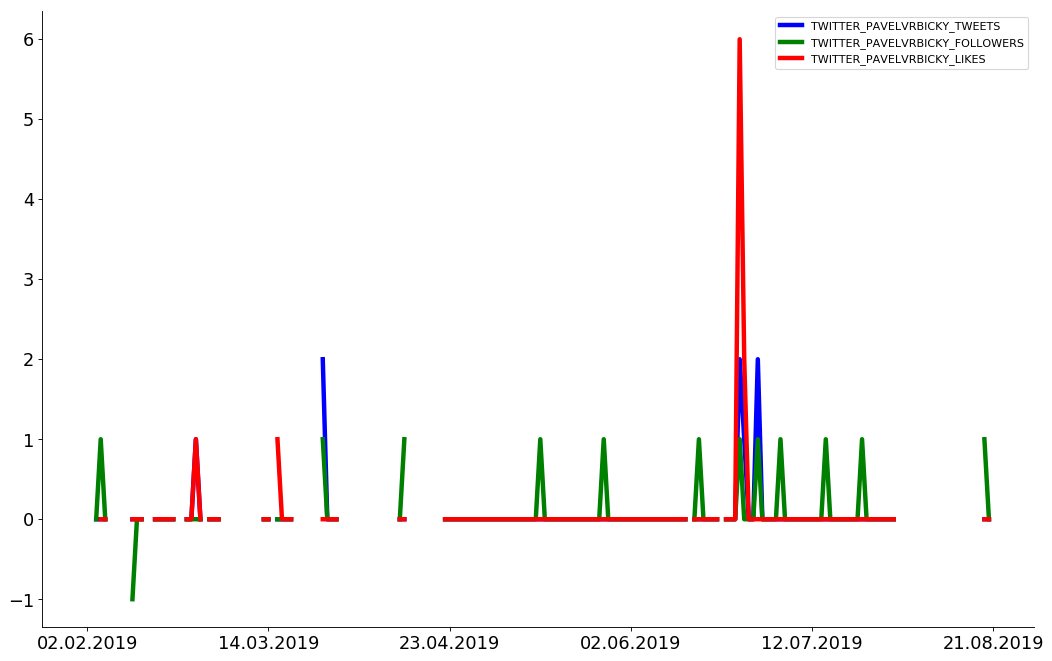 TWITTER_PAVELVRBICKY_TWEETS
TWITTER_PAVELVRBICKY_FOLLOWERS
TWITTER_PAVELVRBICKY_LIKES
6
5
4
3
2
1
0
−1
02.02.2019 14.03.2019 23.04.2019 02.06.2019 12.07.2019 21.08.2019